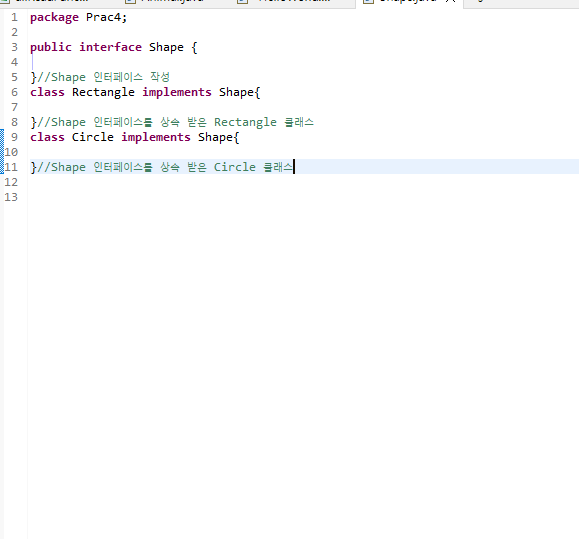 1 package Prac4;
2
3 public interface Shape {
4
5 }//Shape 인터페이스 작성
6 class Rectangle implements Shape{
7
8 }//Shape 인터페이스를 상속 받은 Rectangle 클래스
9 class Circle implements Shape{
10
11 }//Shape 인터페이스를 상속 받은 Circle 클래스
12
13